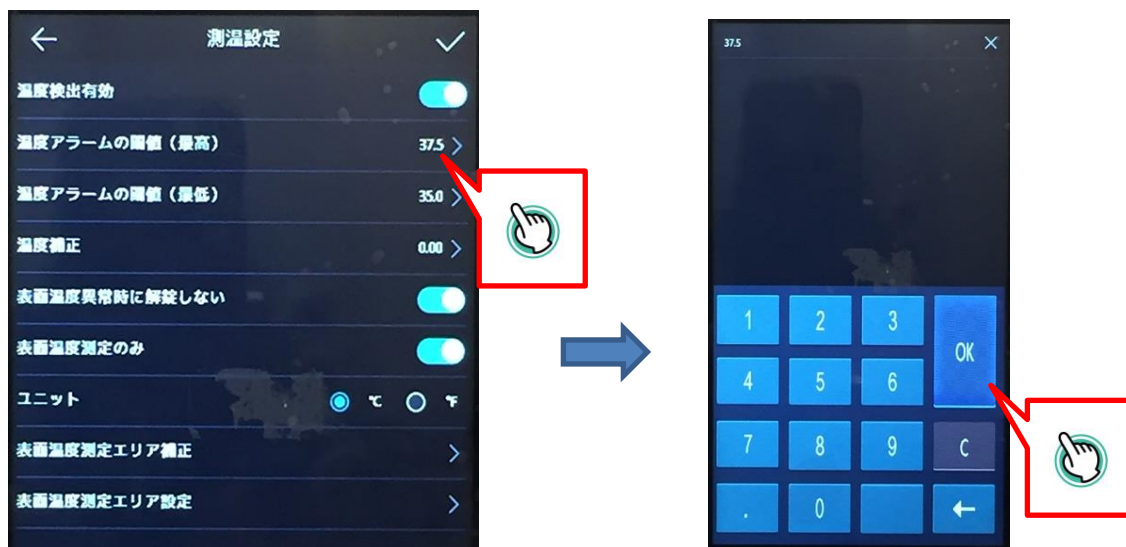 測温設定
温度検出有効
温度アラームの閾値（最高） 37.5
温度アラームの閾値（最低） 35.0
温度補正 0.00
表面温度異常時に解錠しない
表面温度測定のみ
ユニット ℃ ℉
表面温度測定エリア補正
表面温度測定エリア設定
37.5
1 2 3
OK
4 5 6
7 8 9 C
. 0